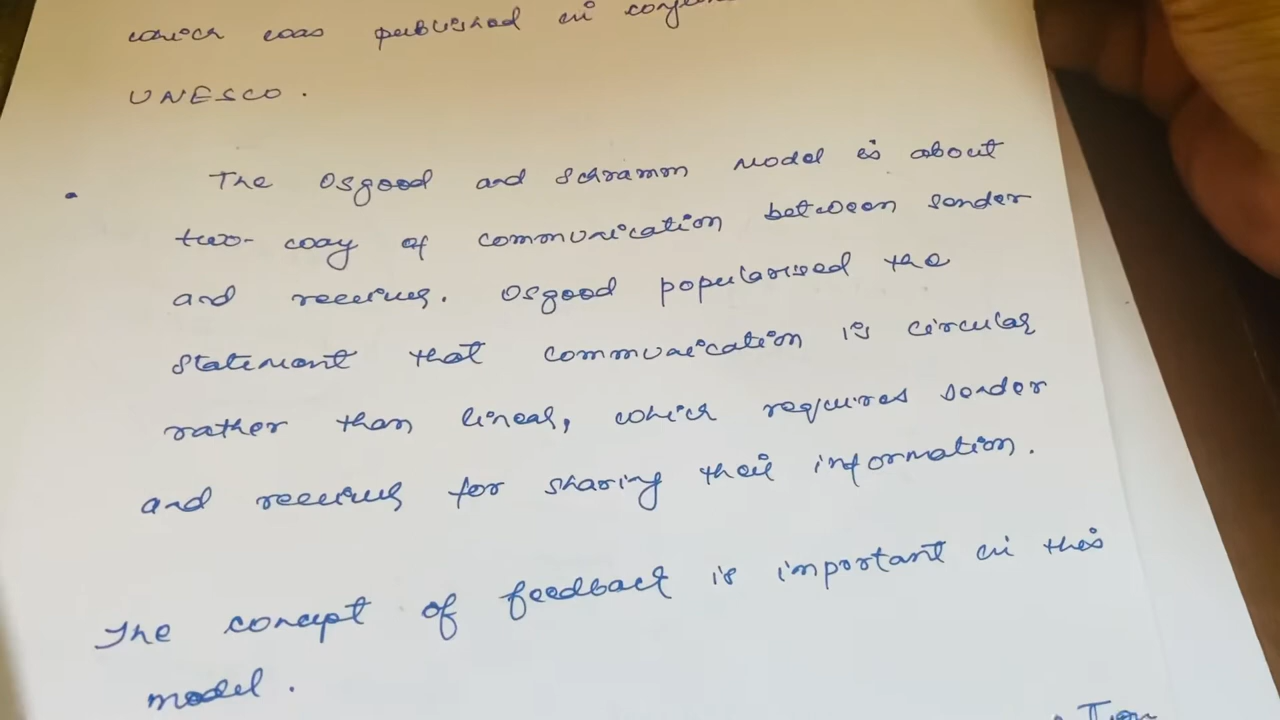 which was published in
UNESCO.
The Osgood and Schramm model is about
two-way of communication between sender
and receiver. Osgood popularised the
statement that communication is circular
rather than linear, which requires sender
and receiver for sharing their information.
The concept of feedback is important in this
model.